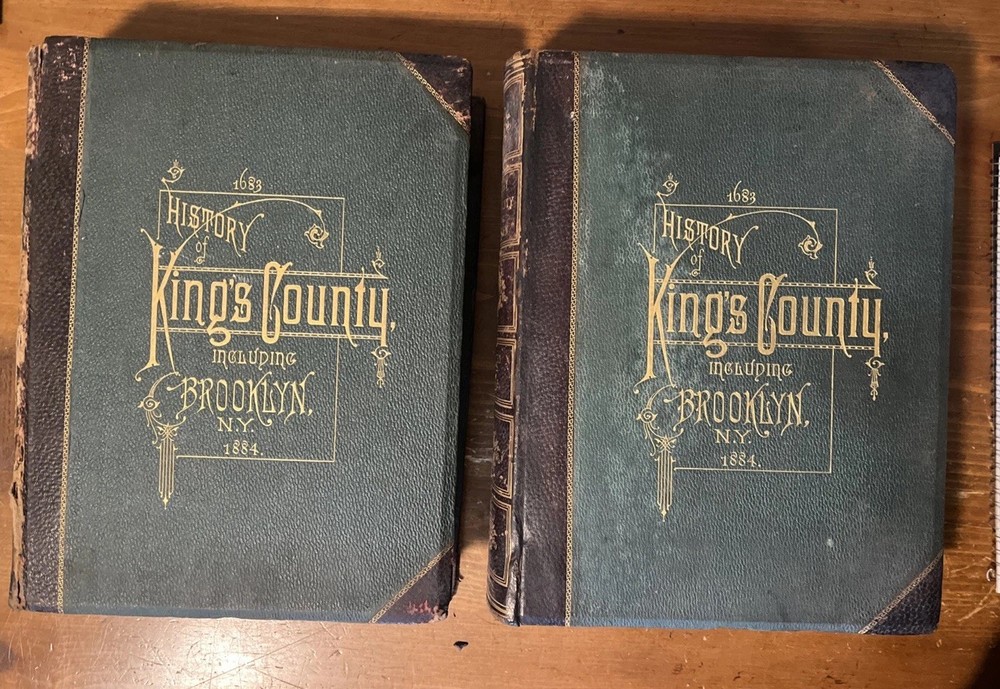 1683
HISTORY
of
King's County,
INCLUDING
BROOKLYN,
N.Y.
1884.
1683
HISTORY
of
King's County,
INCLUDING
BROOKLYN,
N.Y.
1884.